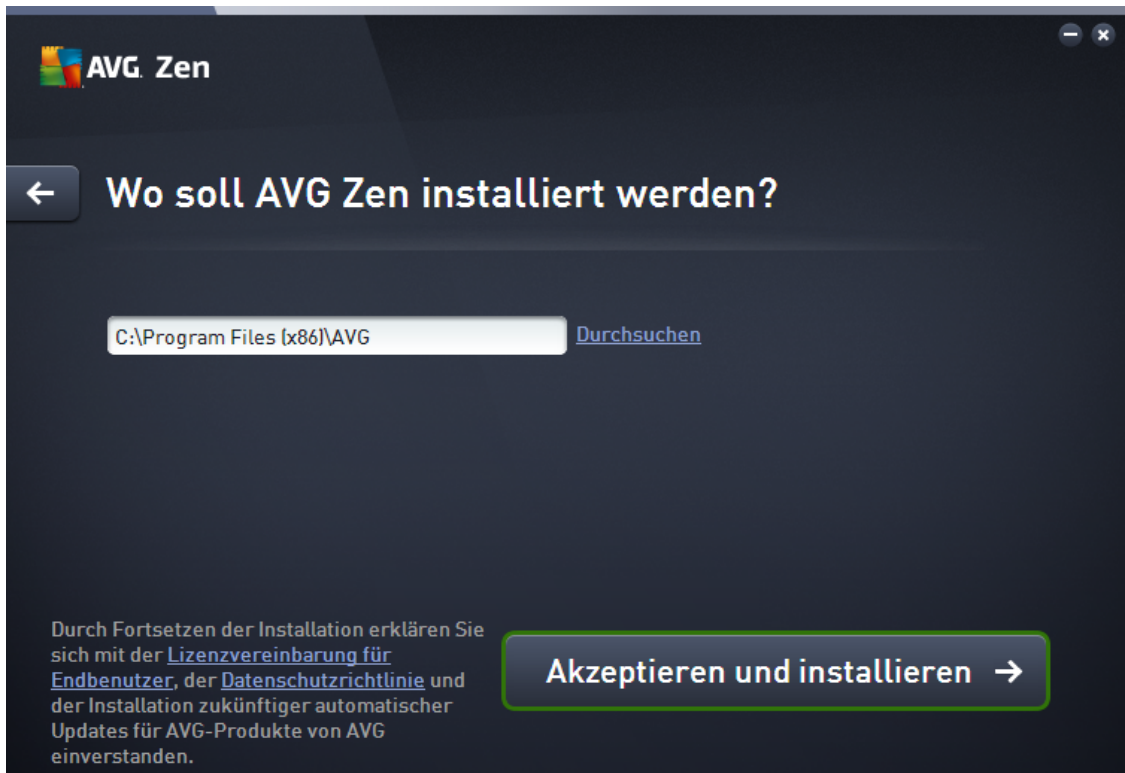 AVG. Zen
Wo soll AVG Zen installiert werden?
C:\Program Files (x86)\AVG
Durchsuchen
Durch Fortsetzen der Installation erklären Sie
sich mit der Lizenzvereinbarung für
Endbenutzer, der Datenschutzrichtlinie und
der Installation zukünftiger automatischer
Updates für AVG-Produkte von AVG
einverstanden.
Akzeptieren und installieren